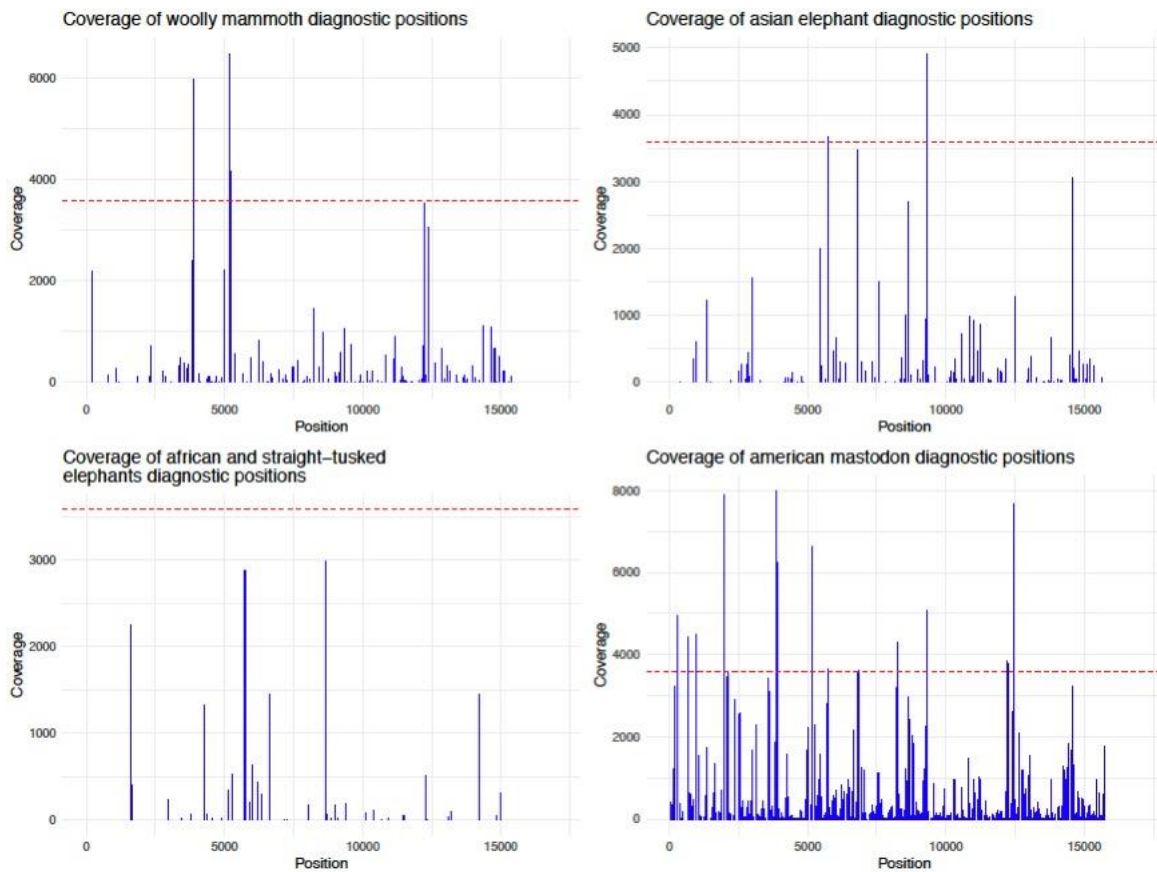 Coverage of woolly mammoth diagnostic positions
6000
4000
2000
0
Coverage
0 5000 10000 15000
Position
Coverage of asian elephant diagnostic positions
5000
4000
3000
2000
1000
0
Coverage
0 5000 10000 15000
Position
Coverage of african and straight-tusked
elephants diagnostic positions
3000
2000
1000
0
Coverage
0 5000 10000 15000
Position
Coverage of american mastodon diagnostic positions
8000
6000
4000
2000
0
Coverage
0 5000 10000 15000
Position